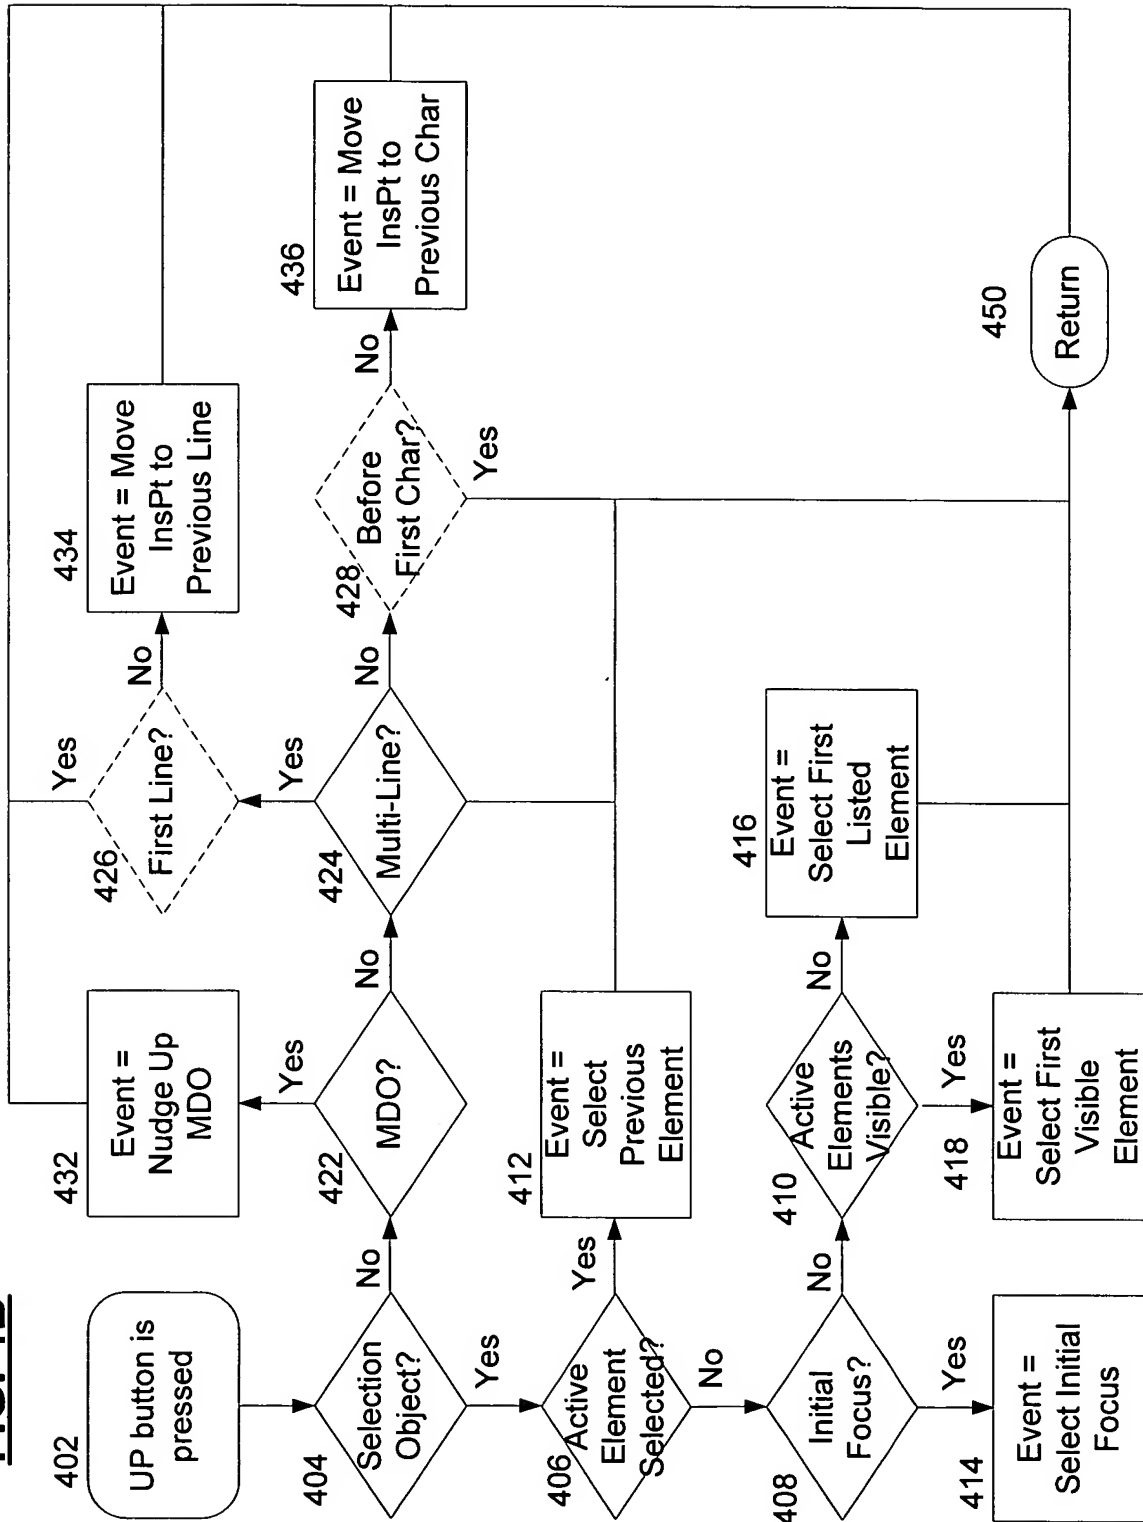 402
UP button is
pressed
404
Selection
Object?
No
Yes
406
Active
Element
Selected?
Yes
No
408
Initial
Focus?
No
Yes
414
Event =
Select Initial
Focus
432
Event =
Nudge Up
MDO
Yes
422
MDO?
No
412
Event =
Select
Previous
Element
410
Active
Elements
Visible?
No
Yes
418
Event =
Select First
Visible
Element
426
First Line?
Yes
No
Yes
424
Multi-Line?
No
416
Event =
Select First
Listed
Element
434
Event = Move
InsPt to
Previous Line
428
Before
First Char?
No
Yes
436
Event = Move
InsPt to
Previous Char
450
Return